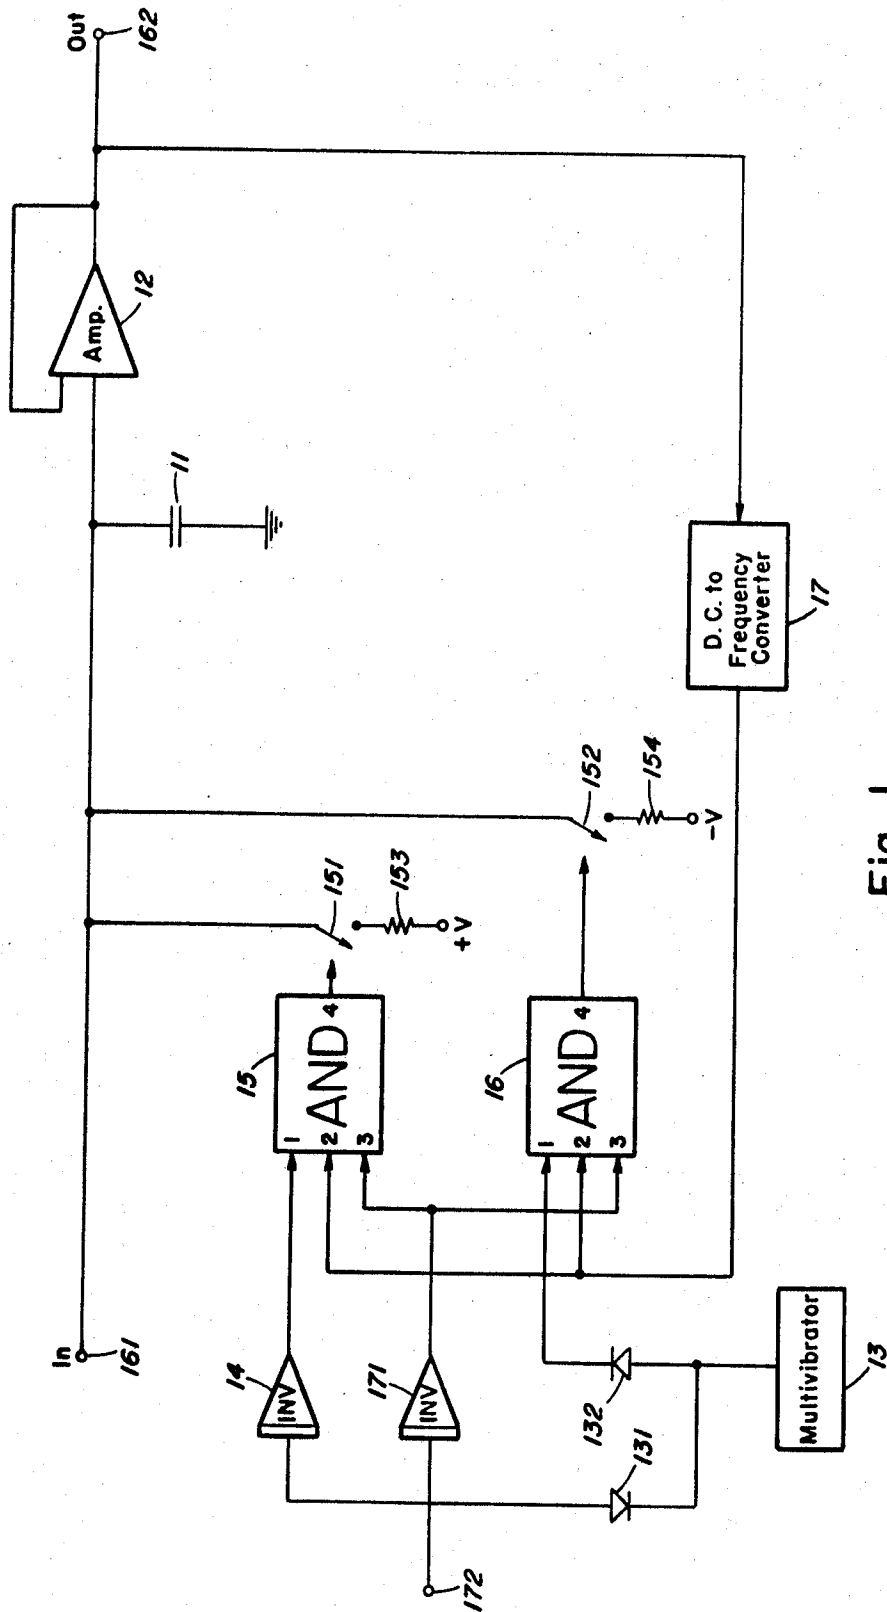 In
161
Out
162
Amp.
12
11
INV
14
INV
171
172
AND
15
1
2
3
4
151
153
+V
AND
16
1
2
3
4
152
154
-V
D.C. to
Frequency
Converter
17
131
132
Multivibrator
13
Fig. 1